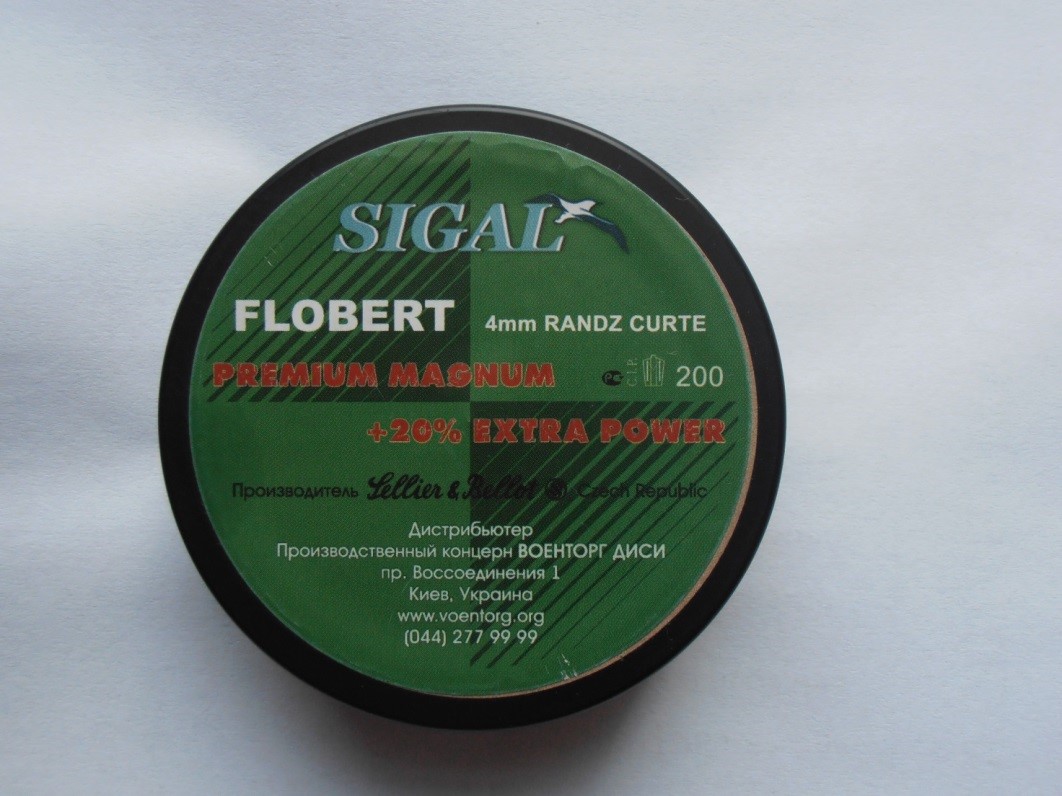 SIGAL
FLOBERT 4mm RANDZ CURTE
PREMIUM MAGNUM C.I.P. 200
+20% EXTRA POWER
Производитель Sellier & Bellot Czech Republic
Дистрибьютер
Производственный концерн ВОЕНТОРГ ДИСИ
пр. Воссоединения 1
Киев, Украина
www.voentorg.org
(044) 277 99 99